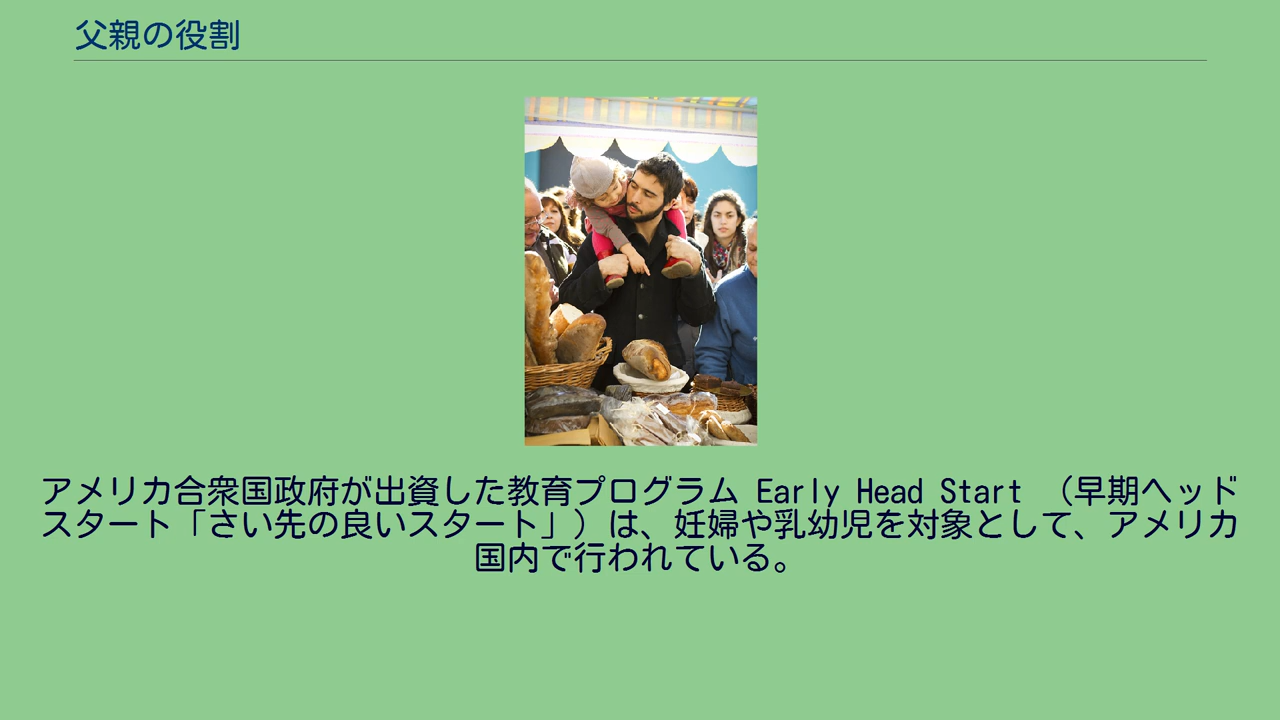 父親の役割
アメリカ合衆国政府が出資した教育プログラム Early Head Start （早期ヘッド
スタート「さい先の良いスタート」）は、妊婦や乳幼児を対象として、アメリカ
国内で行われている。